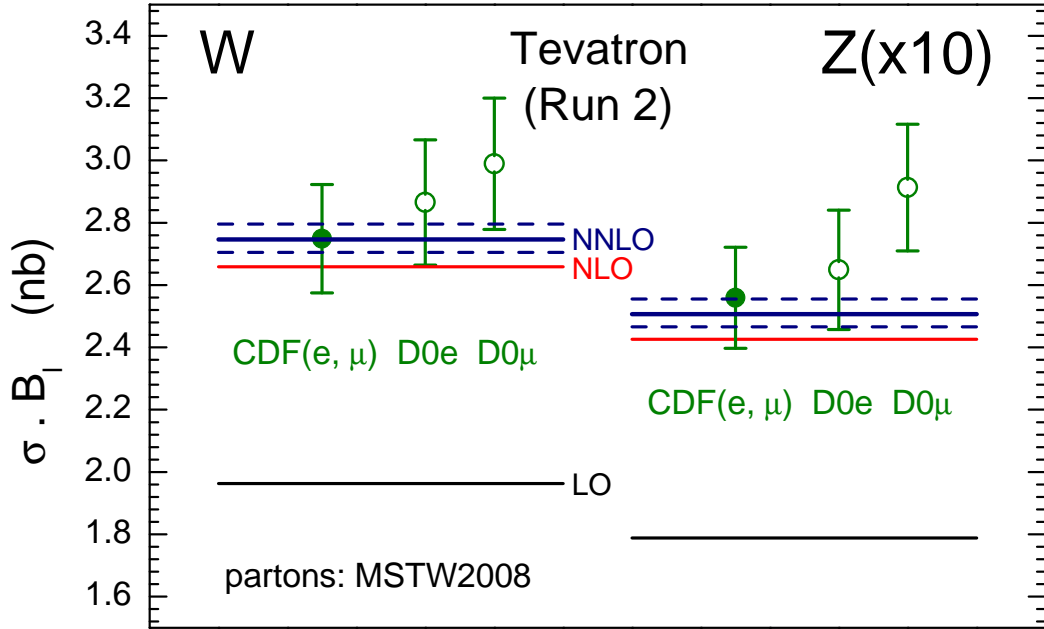 W
Tevatron
(Run 2)
Z(x10)
3.4
3.2
3.0
2.8
2.6
2.4
2.2
2.0
1.8
1.6
σ . B_l (nb)
NNLO
NLO
CDF(e, μ) D0e D0μ
CDF(e, μ) D0e D0μ
LO
partons: MSTW2008